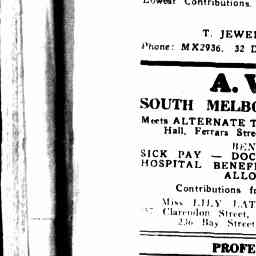 Lowest Contributions.
T. JEWE
Phone: MX2936. 32 D
A.
SOUTH MELBO
Meets ALTERNATE T
Hall, Ferrars Stre
BEN
SICK PAY — DOC
HOSPITAL BENEF
ALLO
Contributions f
Miss LILY LAT
Clarendon Street,
236 Bay Street
PROFE